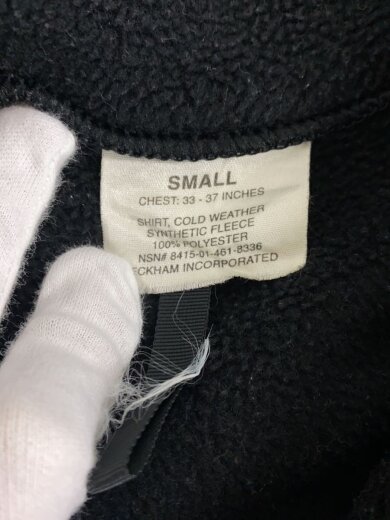 SMALL
CHEST: 33 - 37 INCHES
SHIRT, COLD WEATHER
SYNTHETIC FLEECE
100% POLYESTER
NSN# 8415-01-461-8336
ECKHAM INCORPORATED